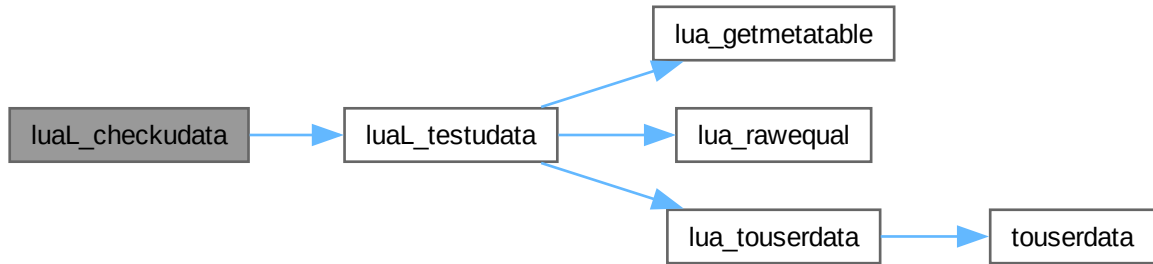 lua_getmetatable
luaL_checkudata
luaL_testudata
lua_rawequal
lua_touserdata
touserdata